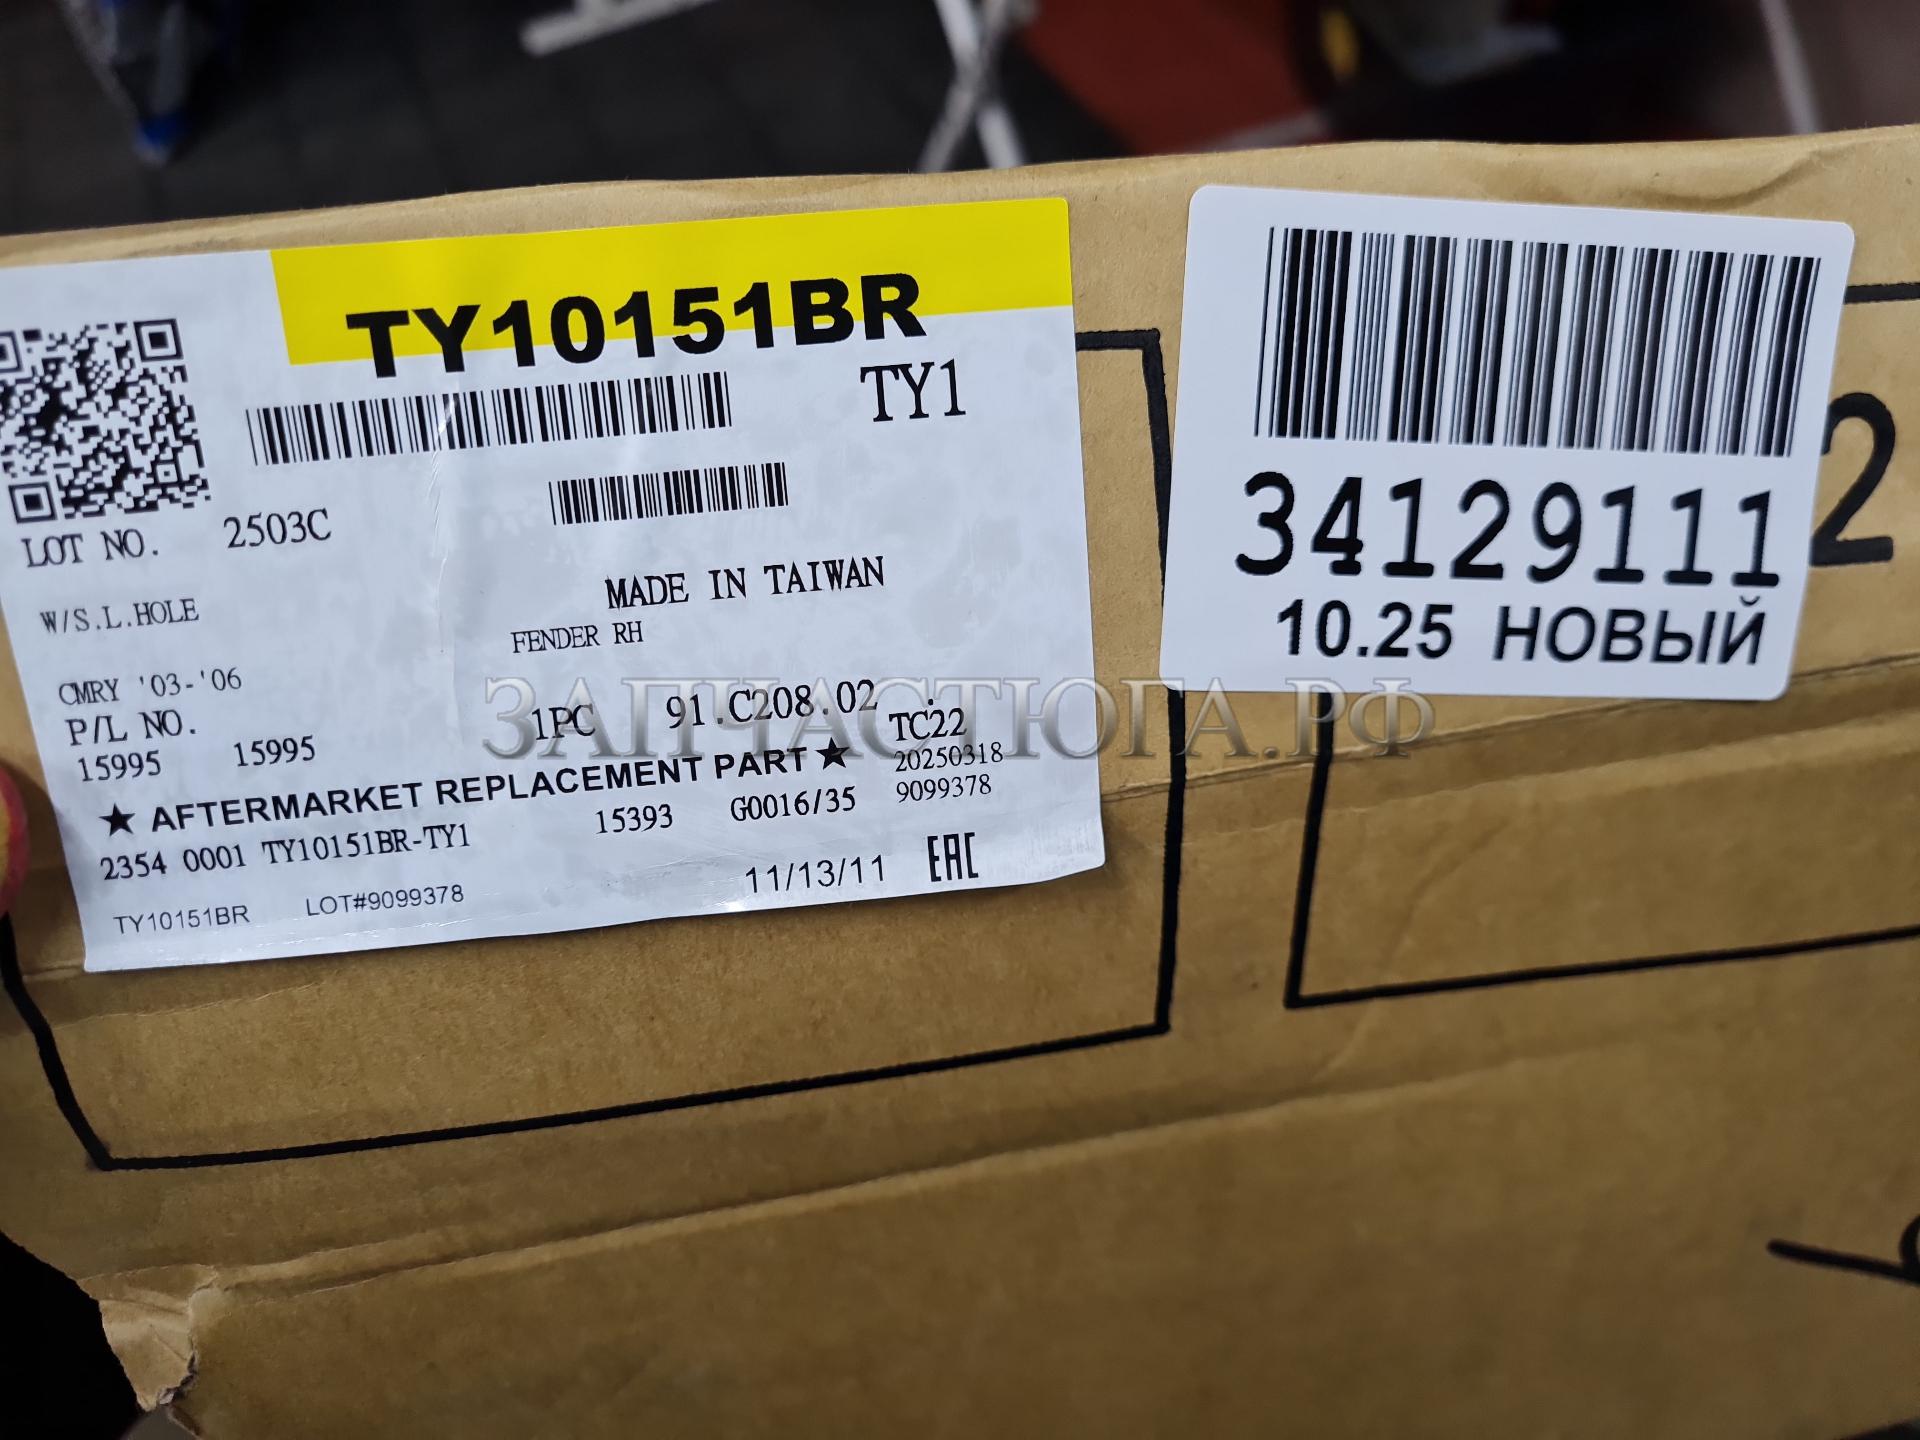 TY10151BR
TY1
LOT NO. 2503C
MADE IN TAIWAN
W/S.L.HOLE
FENDER RH
CMRY '03-'06
P/L NO.
1PC 91.C208.02 TC22
15995 15995
20250318
★ AFTERMARKET REPLACEMENT PART ★
9099378
2354 0001 TY10151BR-TY1 15393 G0016/35
11/13/11 EAC
TY10151BR LOT#9099378
34129111
10.25 НОВЫЙ
2
ЗАПЧАСТЮГА.РФ